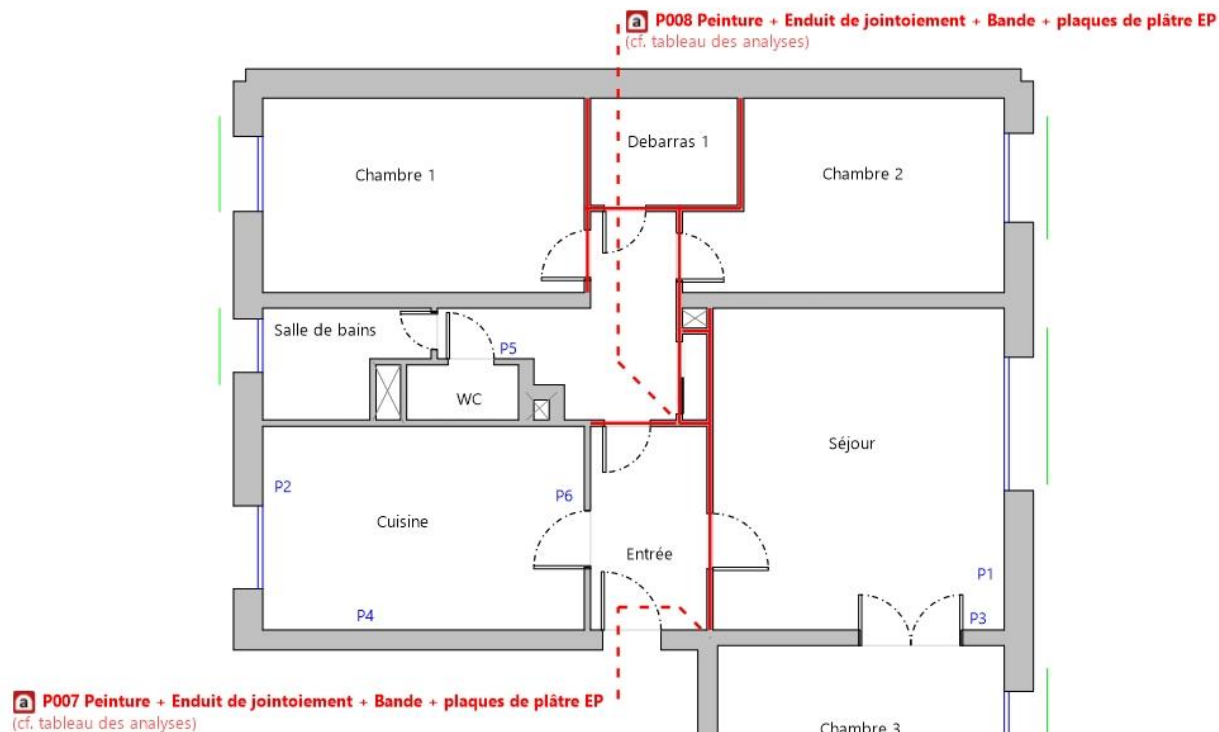 a P008 Peinture + Enduit de jointoiement + Bande + plaques de plâtre EP
(cf. tableau des analyses)
Debarras 1
Chambre 1
Chambre 2
Salle de bains
P5
WC
Séjour
P2
P6
Cuisine
Entrée
P1
P4
P3
a P007 Peinture + Enduit de jointoiement + Bande + plaques de plâtre EP
(cf. tableau des analyses)
Chambre 3